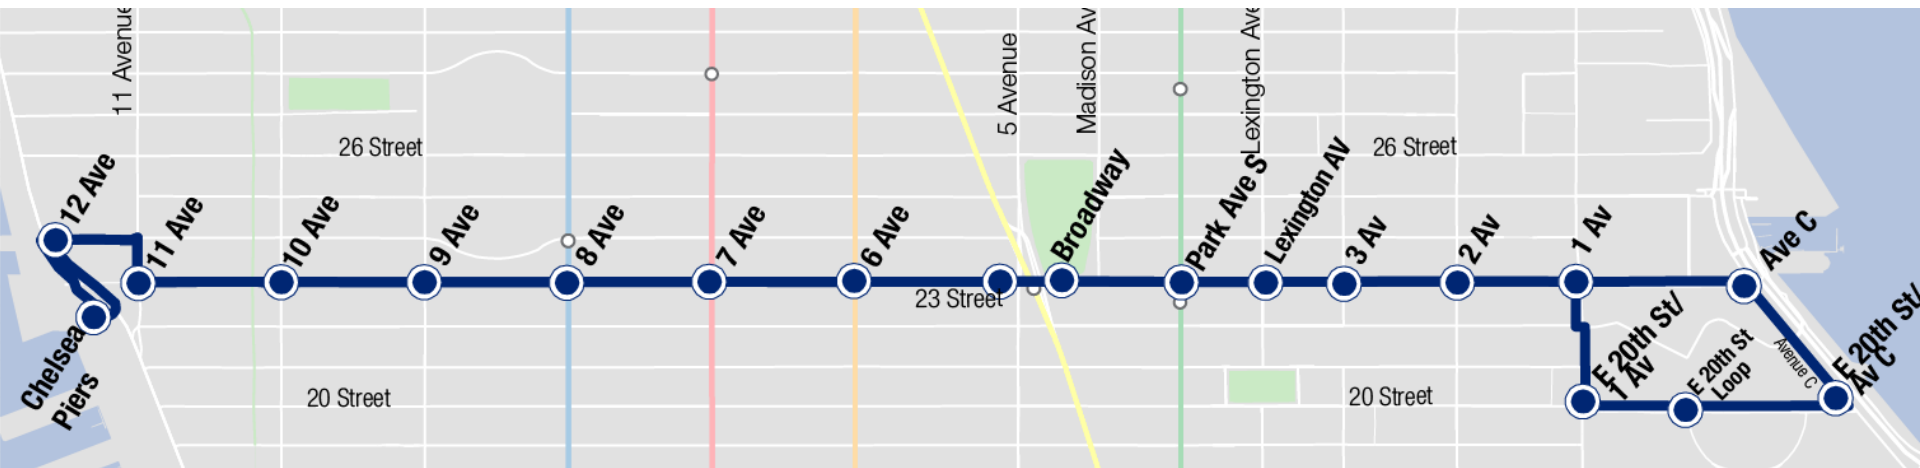 11 Avenue
5 Avenue
Madison Av
Lexington Ave
26 Street
26 Street
12 Ave
11 Ave
10 Ave
9 Ave
8 Ave
7 Ave
6 Ave
Broadway
Park Ave S
Lexington AV
3 Av
2 Av
1 Av
Ave C
23 Street
Chelsea
Piers
E 20th St/
1 Av
E 20th St
Loop
Avenue C
E 20th St/
Av C
20 Street
20 Street